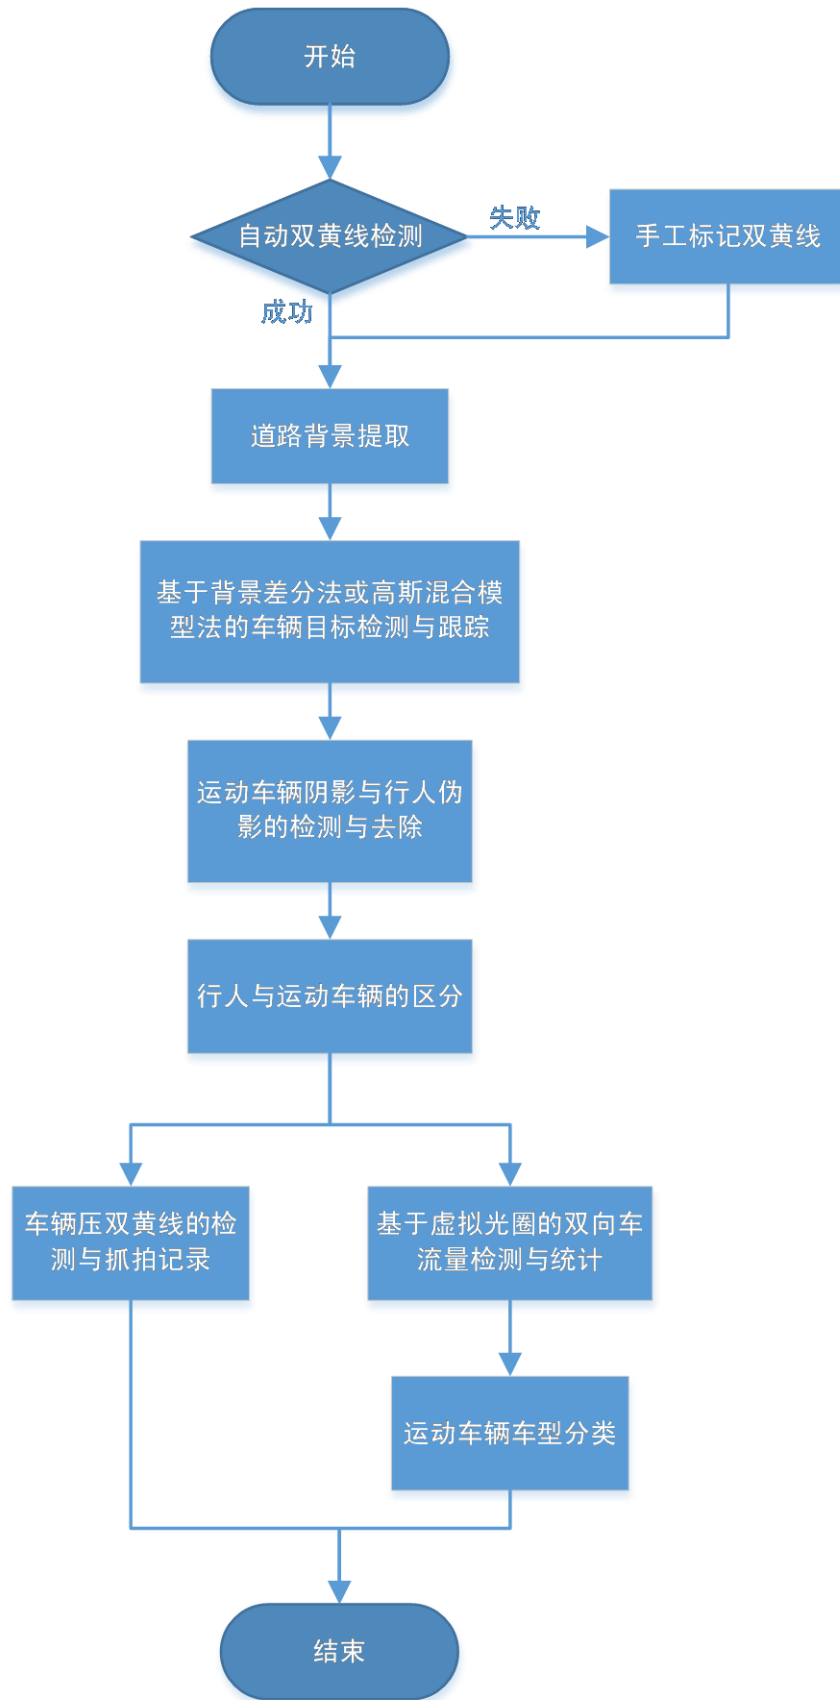 开始
自动双黄线检测
失败
手工标记双黄线
成功
道路背景提取
基于背景差分法或高斯混合模
型法的车辆目标检测与跟踪
运动车辆阴影与行人伪
影的检测与去除
行人与运动车辆的区分
车辆压双黄线的检
测与抓拍记录
基于虚拟光圈的双向车
流量检测与统计
运动车辆车型分类
结束